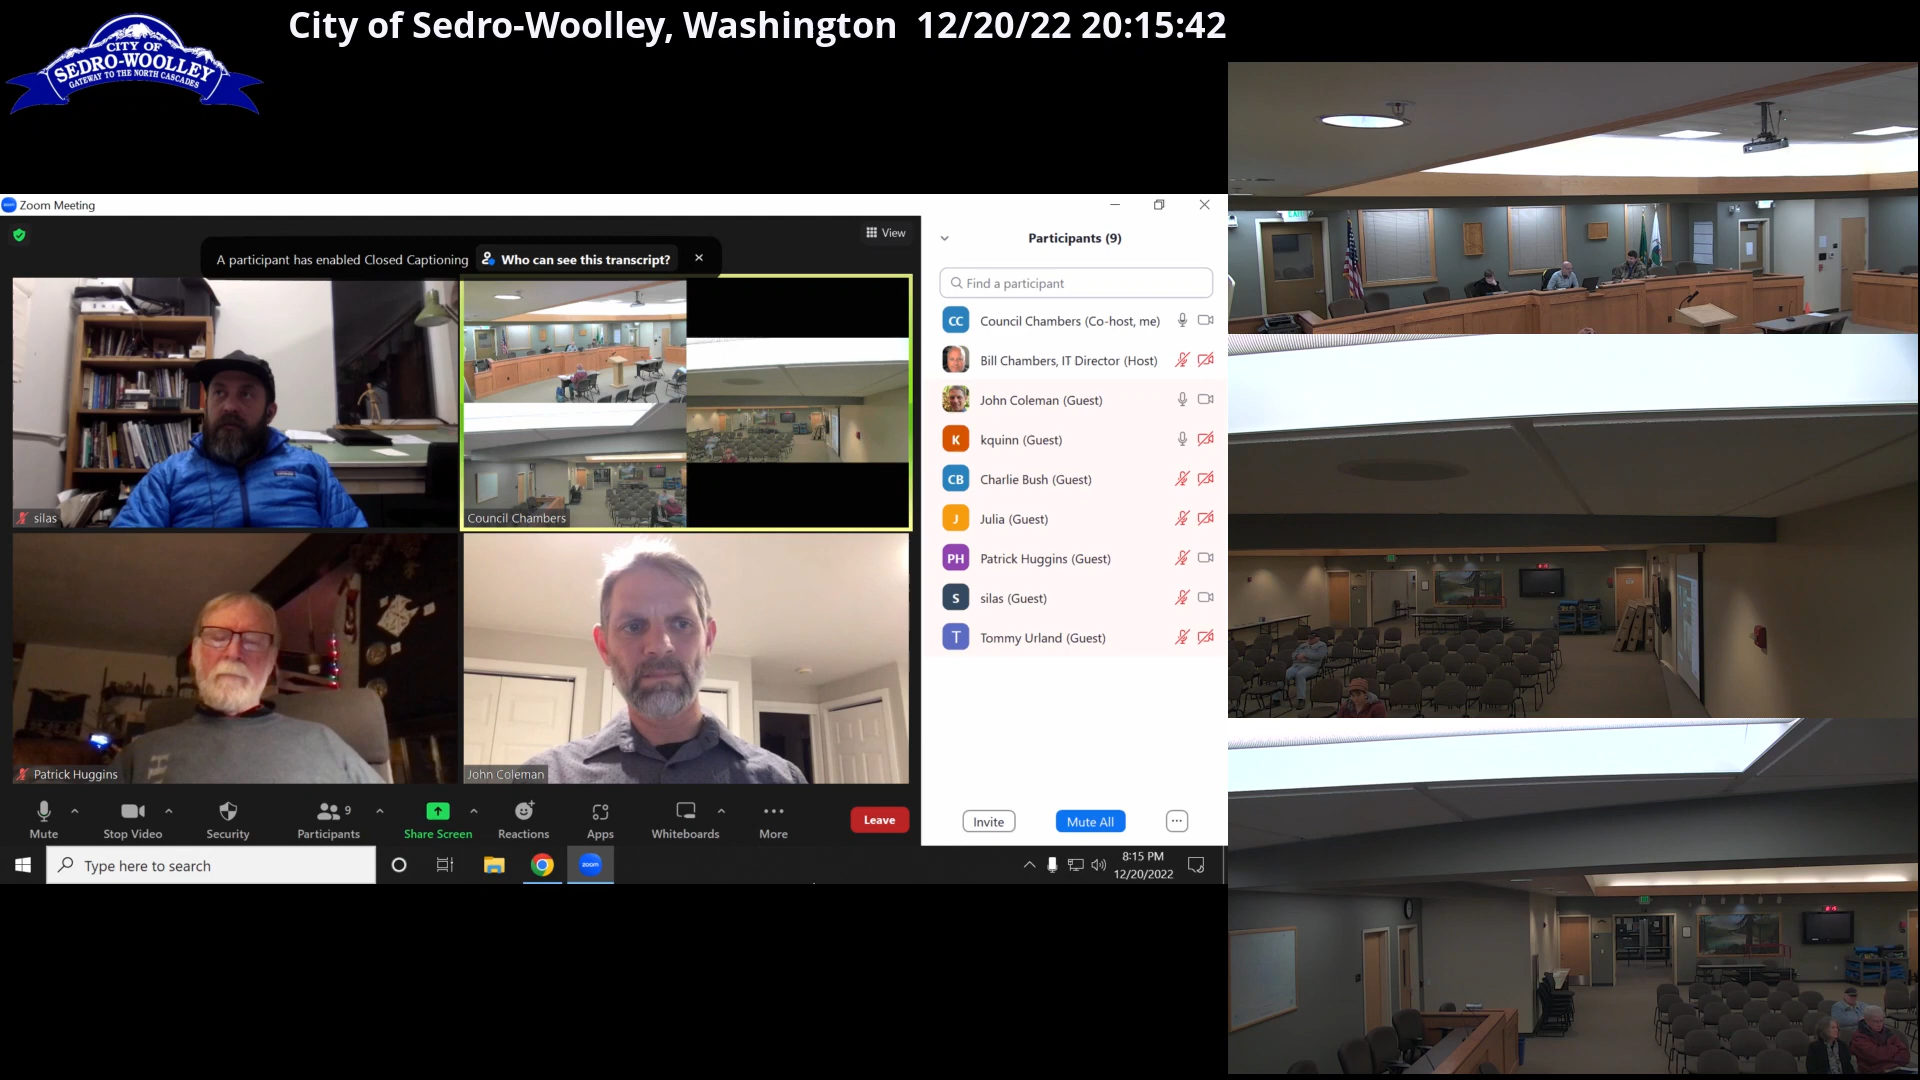 CITY OF
SEDRO-WOOLLEY
GATEWAY TO THE NORTH CASCADES
City of Sedro-Woolley, Washington 12/20/22 20:15:42
zoom Zoom Meeting
View
A participant has enabled Closed Captioning
Who can see this transcript?
silas
Council Chambers
Patrick Huggins
John Coleman
Participants (9)
Find a participant
CC Council Chambers (Co-host, me)
Bill Chambers, IT Director (Host)
John Coleman (Guest)
K kquinn (Guest)
CB Charlie Bush (Guest)
J Julia (Guest)
PH Patrick Huggins (Guest)
S silas (Guest)
T Tommy Urland (Guest)
Invite
Mute All
Mute
Stop Video
Security
Participants 9
Share Screen
Reactions
Apps
Whiteboards
More
Leave
Type here to search
zoom
8:15 PM
12/20/2022
EXIT